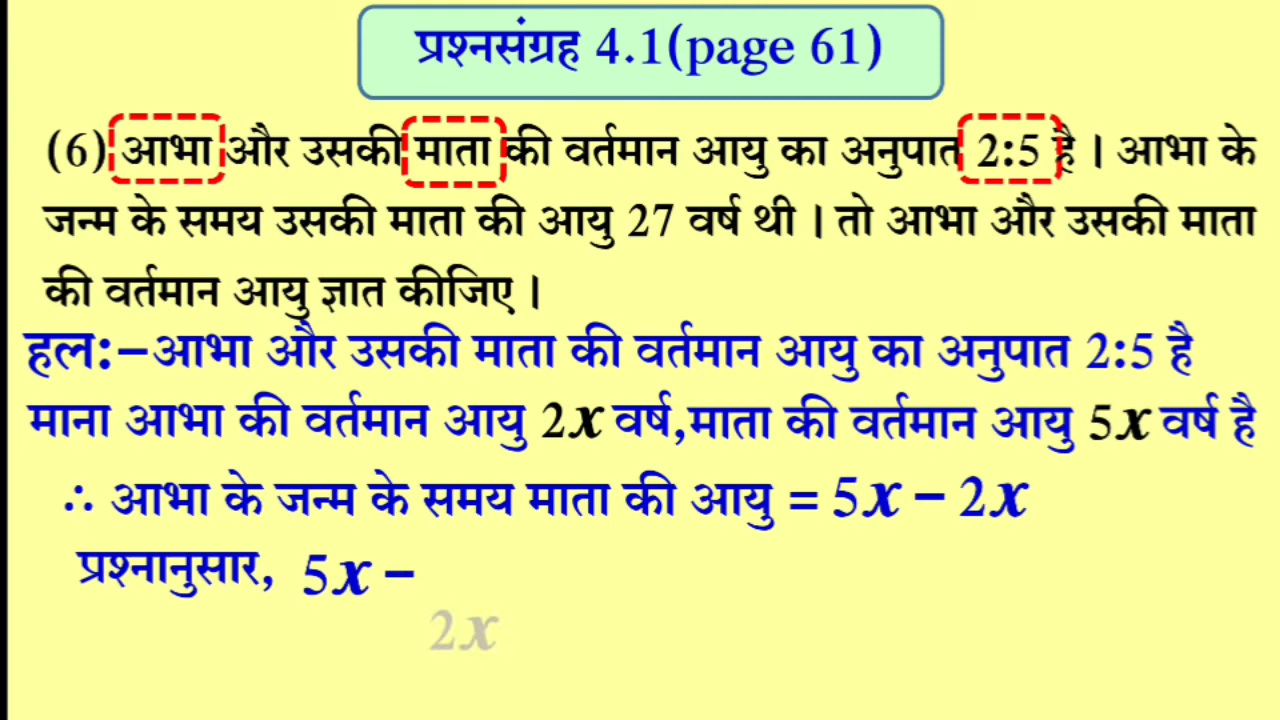 प्रश्नसंग्रह 4.1(page 61)
(6) आभा और उसकी माता की वर्तमान आयु का अनुपात 2:5 है । आभा के
जन्म के समय उसकी माता की आयु 27 वर्ष थी । तो आभा और उसकी माता
की वर्तमान आयु ज्ञात कीजिए ।
हल:–आभा और उसकी माता की वर्तमान आयु का अनुपात 2:5 है
माना आभा की वर्तमान आयु 2x वर्ष,माता की वर्तमान आयु 5x वर्ष है
∴ आभा के जन्म के समय माता की आयु = 5x – 2x
प्रश्नानुसार, 5x –
2x